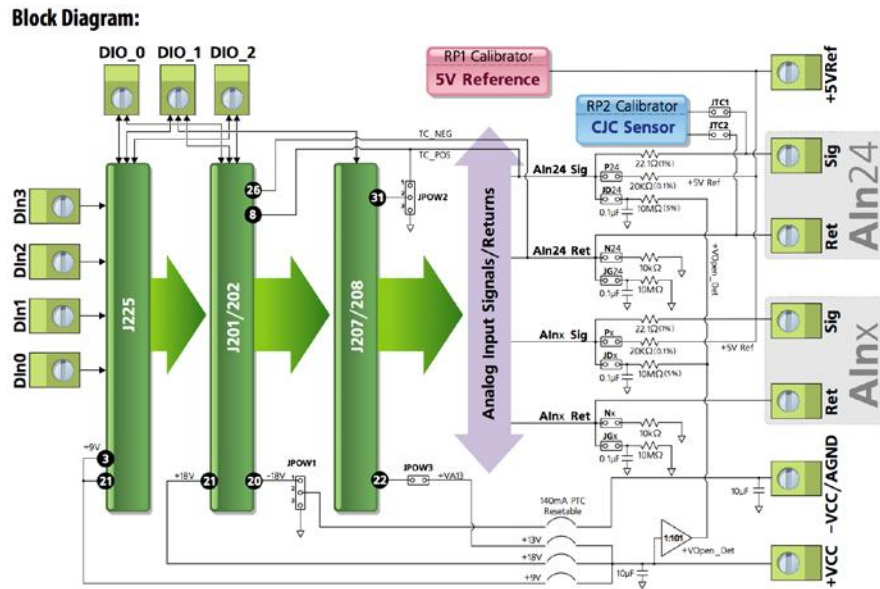 Block Diagram:
DIO_0 DIO_1 DIO_2
RP1 Calibrator
5V Reference
+5VRef
RP2 Calibrator
CJC Sensor
JTC1
JTC2
TC_NEG
TC_POS
DIn3
DIn2
DIn1
DIn0
J225
J201/202
J207/208
26
8
31
1
2
3
JPOW2
Analog Input Signals/Returns
AIn24 Sig
P24
22.1Ω(1%)
20KΩ(0.1%)
+5V Ref
JD24
0.1µF
10MΩ(5%)
AIn24 Ret
N24
10kΩ
JG24
0.1µF
10MΩ
+VOpen_Det
Sig
Ret
AIn24
AInx Sig
Px
22.1Ω(1%)
20KΩ(0.1%)
+5V Ref
JDx
0.1µF
10MΩ(5%)
AInx Ret
Nx
10kΩ
JGx
0.1µF
10MΩ
Sig
Ret
AInx
+9V
3
21
+18V
21
20
-18V
JPOW1
1
2
3
22
JPOW3
+VA13
140mA PTC
Resetable
+13V
+18V
+9V
10µF
1:101
+VOpen_Det
10µF
-VCC/AGND
+VCC